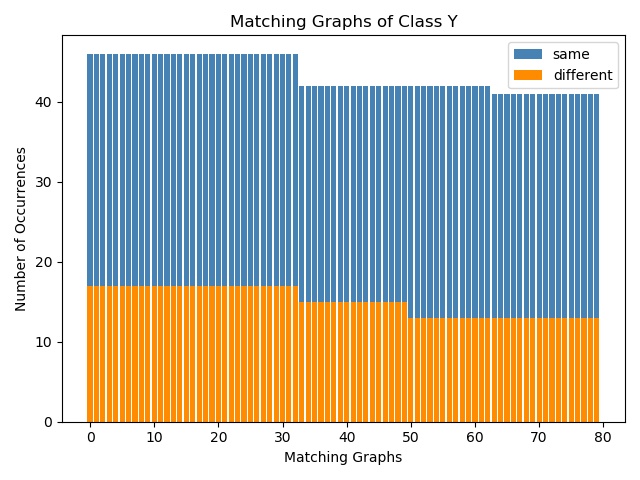 Matching Graphs of Class Y
same
different
Number of Occurrences
40
30
20
10
0
0 10 20 30 40 50 60 70 80
Matching Graphs